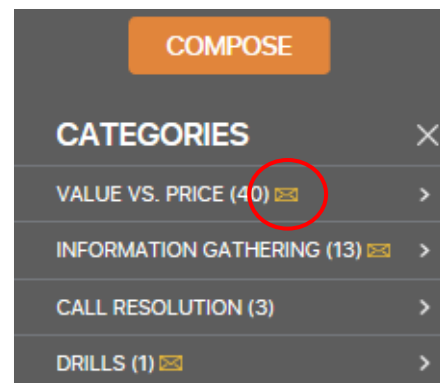 COMPOSE
CATEGORIES
VALUE VS. PRICE (40)
INFORMATION GATHERING (13)
CALL RESOLUTION (3)
DRILLS (1)